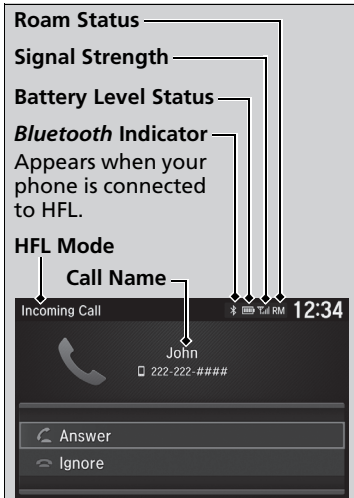 Roam Status
Signal Strength
Battery Level Status
Bluetooth Indicator
Appears when your
phone is connected
to HFL.
HFL Mode
Call Name
Incoming Call RM 12:34
John
222-222-####
Answer
Ignore